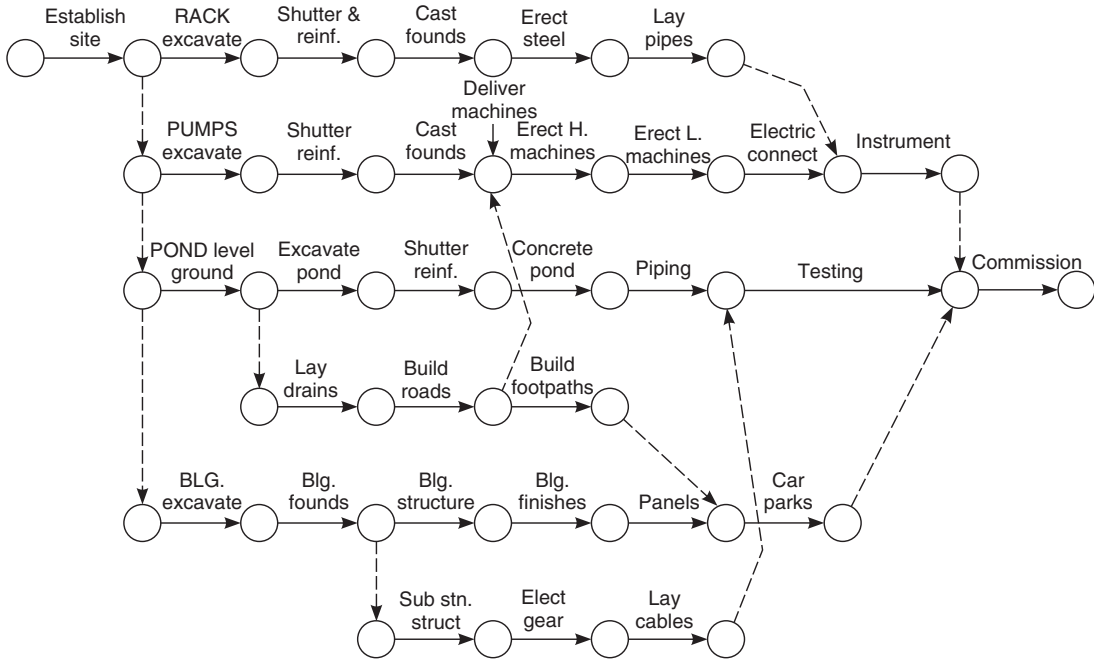 Establish
site
RACK
excavate
Shutter &
reinf.
Cast
founds
Erect
steel
Lay
pipes
Deliver
machines
PUMPS
excavate
Shutter
reinf.
Cast
founds
Erect H.
machines
Erect L.
machines
Electric
connect
Instrument
POND level
ground
Excavate
pond
Shutter
reinf.
Concrete
pond
Piping
Testing
Commission
Lay
drains
Build
roads
Build
footpaths
BLG.
excavate
Blg.
founds
Blg.
structure
Blg.
finishes
Panels
Car
parks
Sub stn.
struct
Elect
gear
Lay
cables